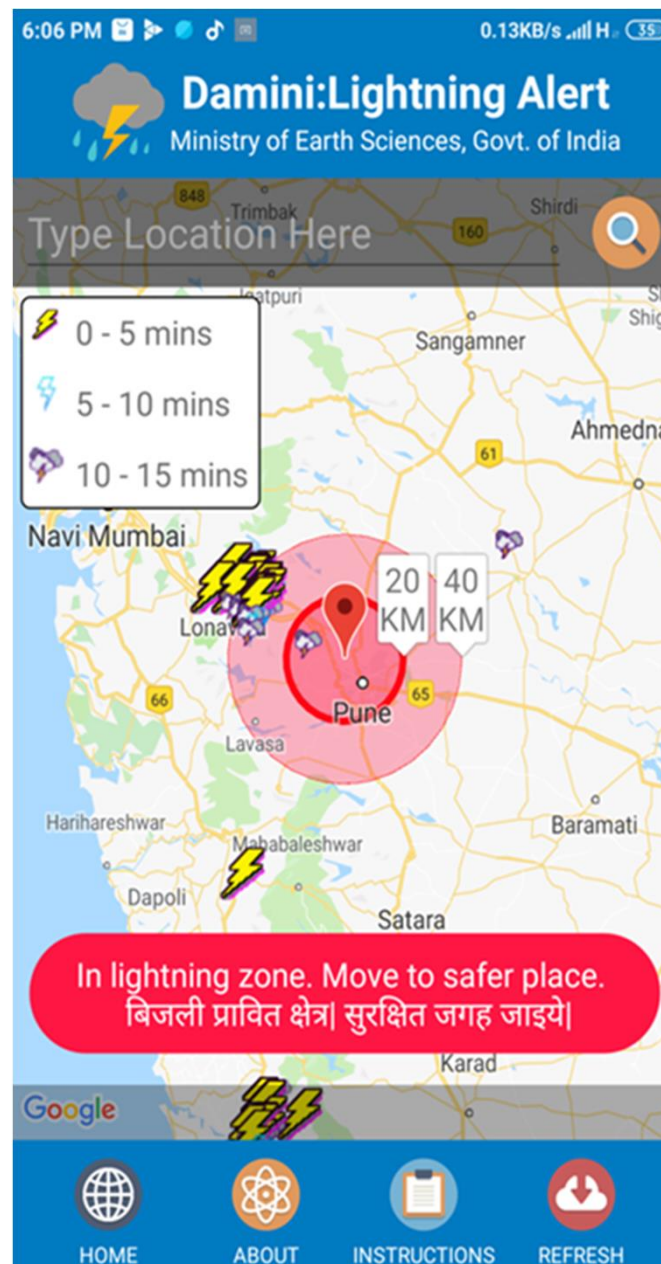 6:06 PM
0.13KB/s H 35
Damini:Lightning Alert
Ministry of Earth Sciences, Govt. of India
848
Trimbak
Shirdi
Type Location Here
160
0 - 5 mins
Sangamner
5 - 10 mins
Ahmedna
61
10 - 15 mins
Navi Mumbai
20 KM
40 KM
66
65
Pune
Lavasa
Harihareshwar
Baramati
Mahabaleshwar
Dapoli
Satara
In lightning zone. Move to safer place.
बिजली प्रावित क्षेत्र| सुरक्षित जगह जाइये|
Karad
Google
HOME
ABOUT
INSTRUCTIONS
REFRESH